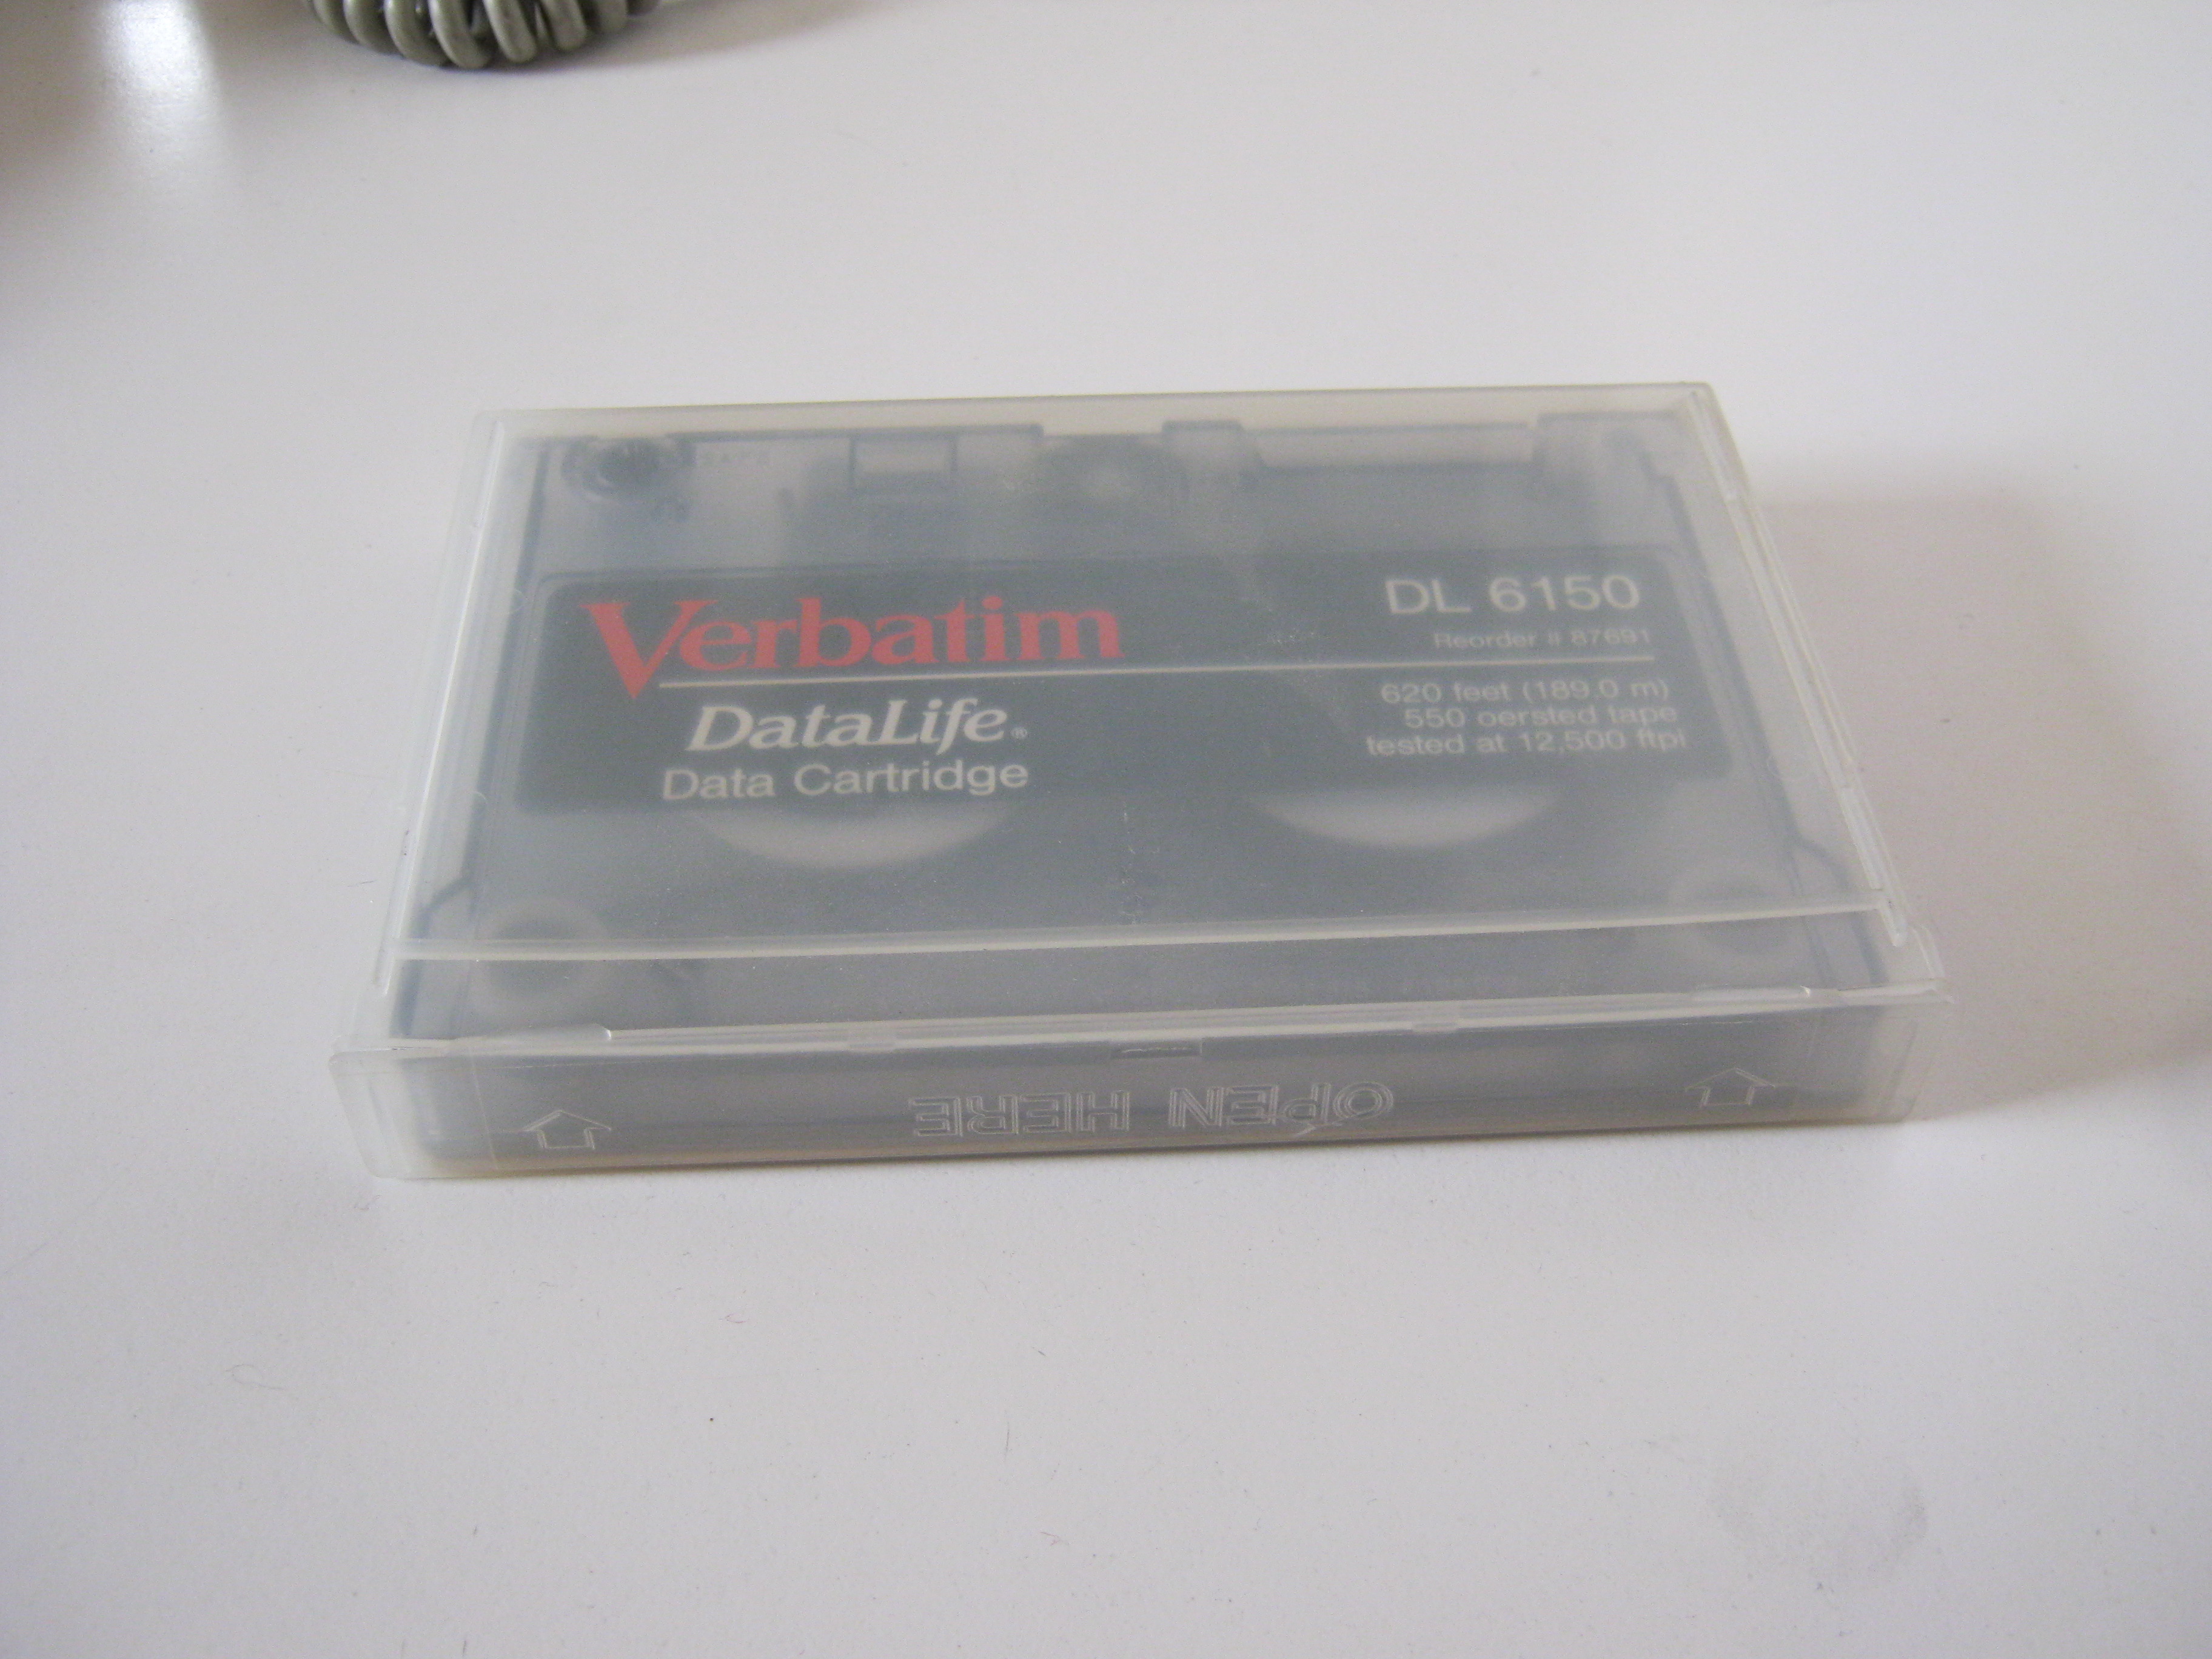 Verbatim
DL 6150
Reorder # 87691
DataLife®
Data Cartridge
620 feet (189.0 m)
550 oersted tape
tested at 12,500 ftpi
OPEN HERE